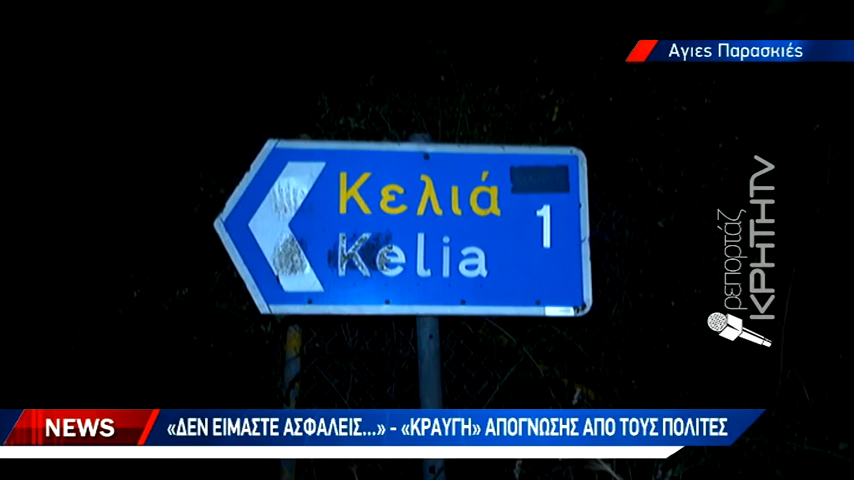 Αγιες Παρασκιές
Κελιά
Kelia
1
ρεπορτάζ
ΚΡΗΤΗTV
NEWS
«ΔΕΝ ΕΙΜΑΣΤΕ ΑΣΦΑΛΕΙΣ...» – «ΚΡΑΥΓΗ» ΑΠΟΓΝΩΣΗΣ ΑΠΟ ΤΟΥΣ ΠΟΛΙΤΕΣ